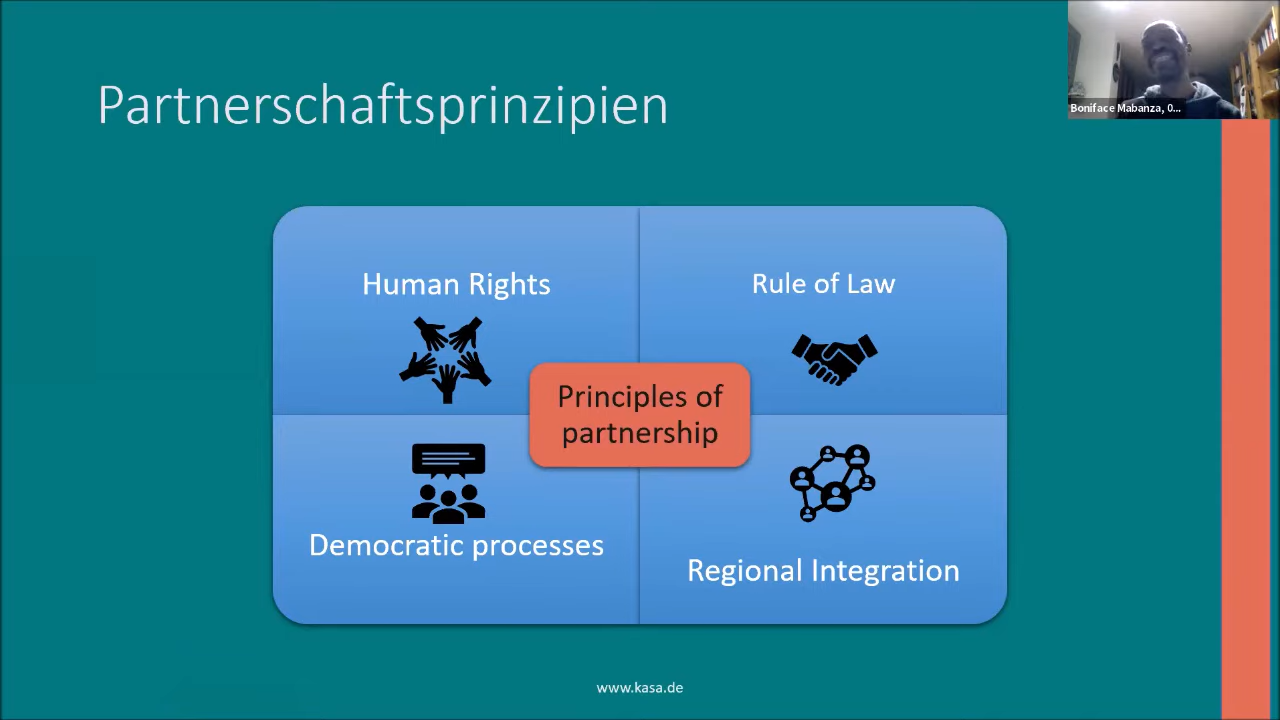 Partnerschaftsprinzipien
Boniface Mabanza, 0...
Human Rights
Rule of Law
Principles of
partnership
Democratic processes
Regional Integration
www.kasa.de